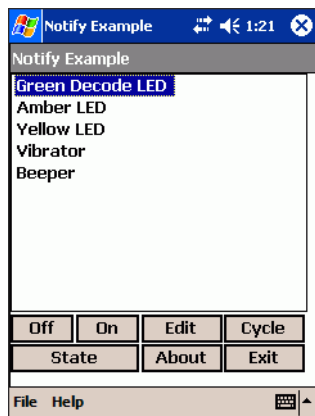 Notify Example 1:21
Notify Example
Green Decode LED
Amber LED
Yellow LED
Vibrator
Beeper
Off On Edit Cycle
State About Exit
File Help